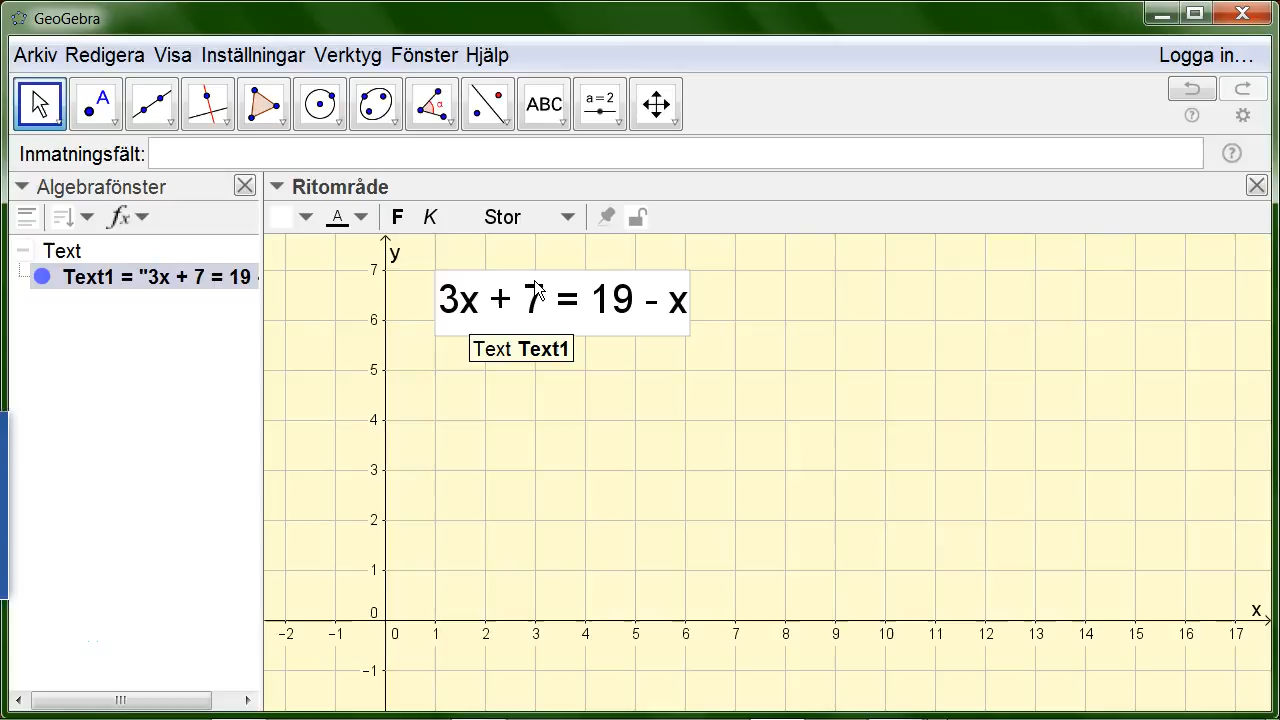 GeoGebra
Arkiv Redigera Visa Inställningar Verktyg Fönster Hjälp Logga in...
A α ABC a = 2
Inmatningsfält:
Algebrafönster Ritområde
fx A F K Stor
Text
Text1 = "3x + 7 = 19 -
y
3x + 7 = 19 - x
Text Text1
7
6
5
4
3
2
1
0
−1
x
−2 −1 0 1 2 3 4 5 6 7 8 9 10 11 12 13 14 15 16 17